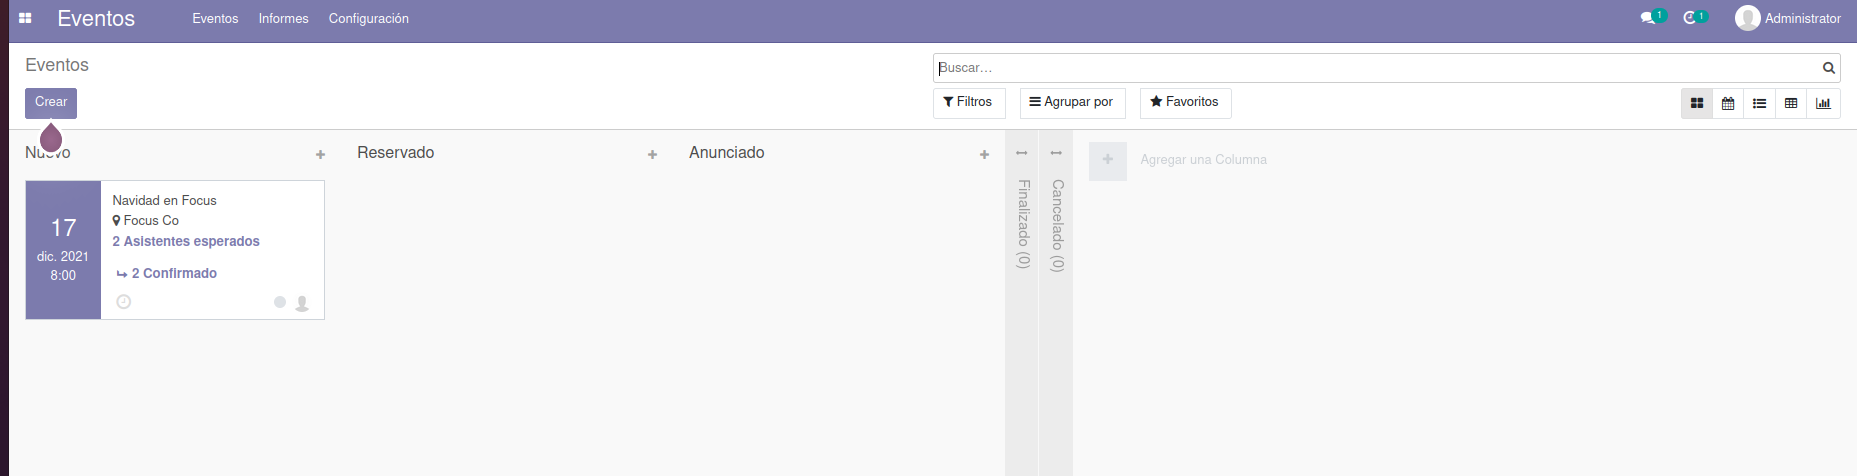 Eventos
Eventos
Informes
Configuración
1
1
Administrator
Eventos
Buscar...
Crear
Filtros
Agrupar por
Favoritos
Nuevo
Reservado
Anunciado
Finalizado (0)
Cancelado (0)
Agregar una Columna
17
dic. 2021
8:00
Navidad en Focus
Focus Co
2 Asistentes esperados
2 Confirmado